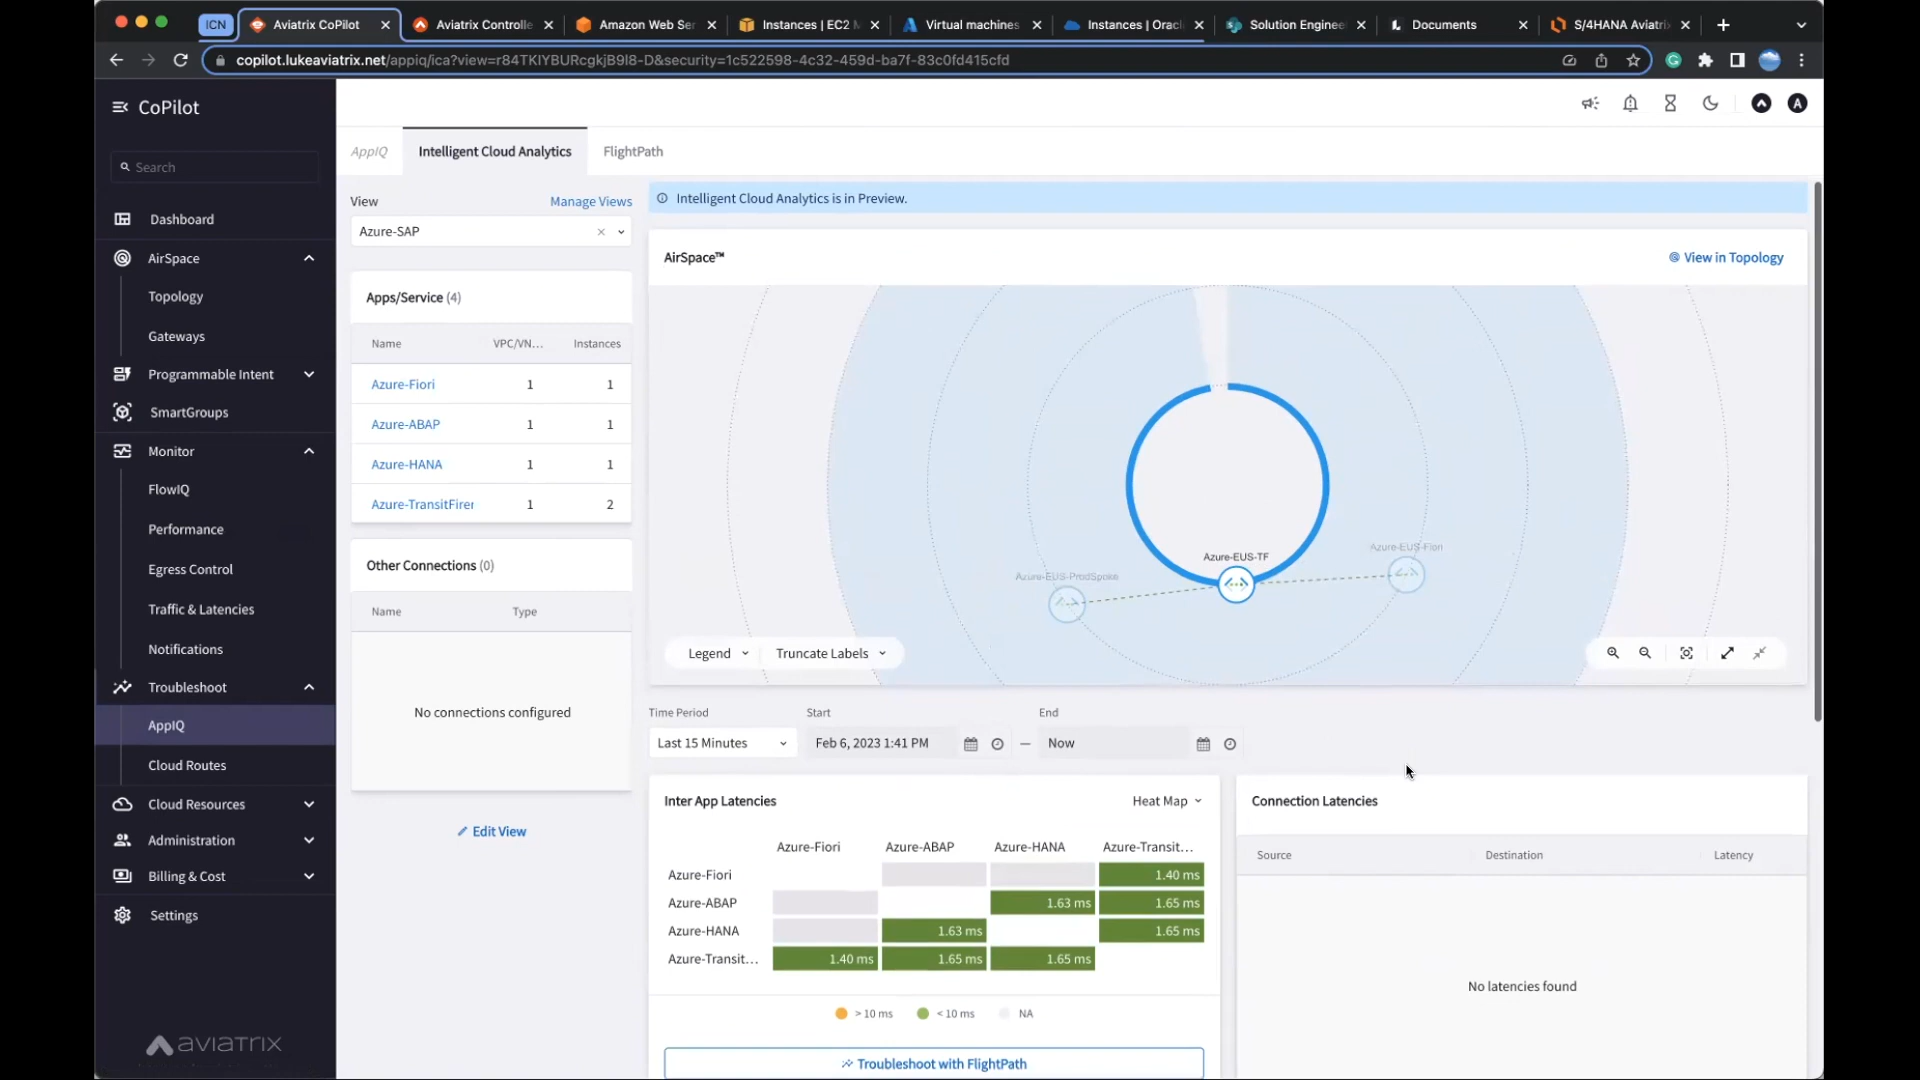 ICN
Aviatrix CoPilot
Aviatrix Controlle
Amazon Web Ser
Instances | EC2 M
Virtual machines
Instances | Oracl
Solution Enginee
Documents
S/4HANA Aviatri
copilot.lukeaviatrix.net/appiq/ica?view=r84TKIYBURcgkjB9I8-D&security=1c522598-4c32-459d-ba7f-83c0fd415cfd
CoPilot
A
Search
AppIQ
Intelligent Cloud Analytics
FlightPath
Dashboard
AirSpace
Topology
Gateways
Programmable Intent
SmartGroups
Monitor
FlowIQ
Performance
Egress Control
Traffic & Latencies
Notifications
Troubleshoot
AppIQ
Cloud Routes
Cloud Resources
Administration
Billing & Cost
Settings
aviatrix
View
Manage Views
Azure-SAP
Apps/Service (4)
Name VPC/VN... Instances
Azure-Fiori 1 1
Azure-ABAP 1 1
Azure-HANA 1 1
Azure-TransitFirer 1 2
Other Connections (0)
Name Type
No connections configured
Edit View
Intelligent Cloud Analytics is in Preview.
AirSpace™
View in Topology
Azure-EUS-TF
Azure-EUS-Fiori
Azure-EUS-ProdSpoke
Legend
Truncate Labels
Time Period
Start
End
Last 15 Minutes
Feb 6, 2023 1:41 PM
—
Now
Inter App Latencies
Heat Map
Azure-Fiori Azure-ABAP Azure-HANA Azure-Transit...
Azure-Fiori 1.40 ms
Azure-ABAP 1.63 ms 1.65 ms
Azure-HANA 1.63 ms 1.65 ms
Azure-Transit... 1.40 ms 1.65 ms 1.65 ms
> 10 ms
< 10 ms
NA
Troubleshoot with FlightPath
Connection Latencies
Source Destination Latency
No latencies found